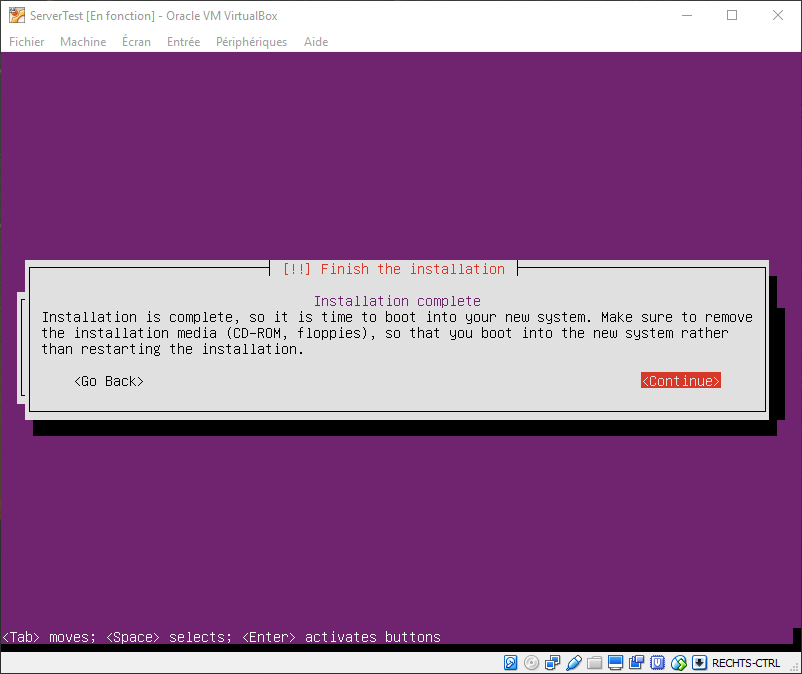 ServerTest [En fonction] - Oracle VM VirtualBox
Fichier Machine Écran Entrée Périphériques Aide
[!!] Finish the installation
Installation complete
Installation is complete, so it is time to boot into your new system. Make sure to remove
the installation media (CD-ROM, floppies), so that you boot into the new system rather
than restarting the installation.
<Go Back> <Continue>
<Tab> moves; <Space> selects; <Enter> activates buttons
RECHTS-CTRL